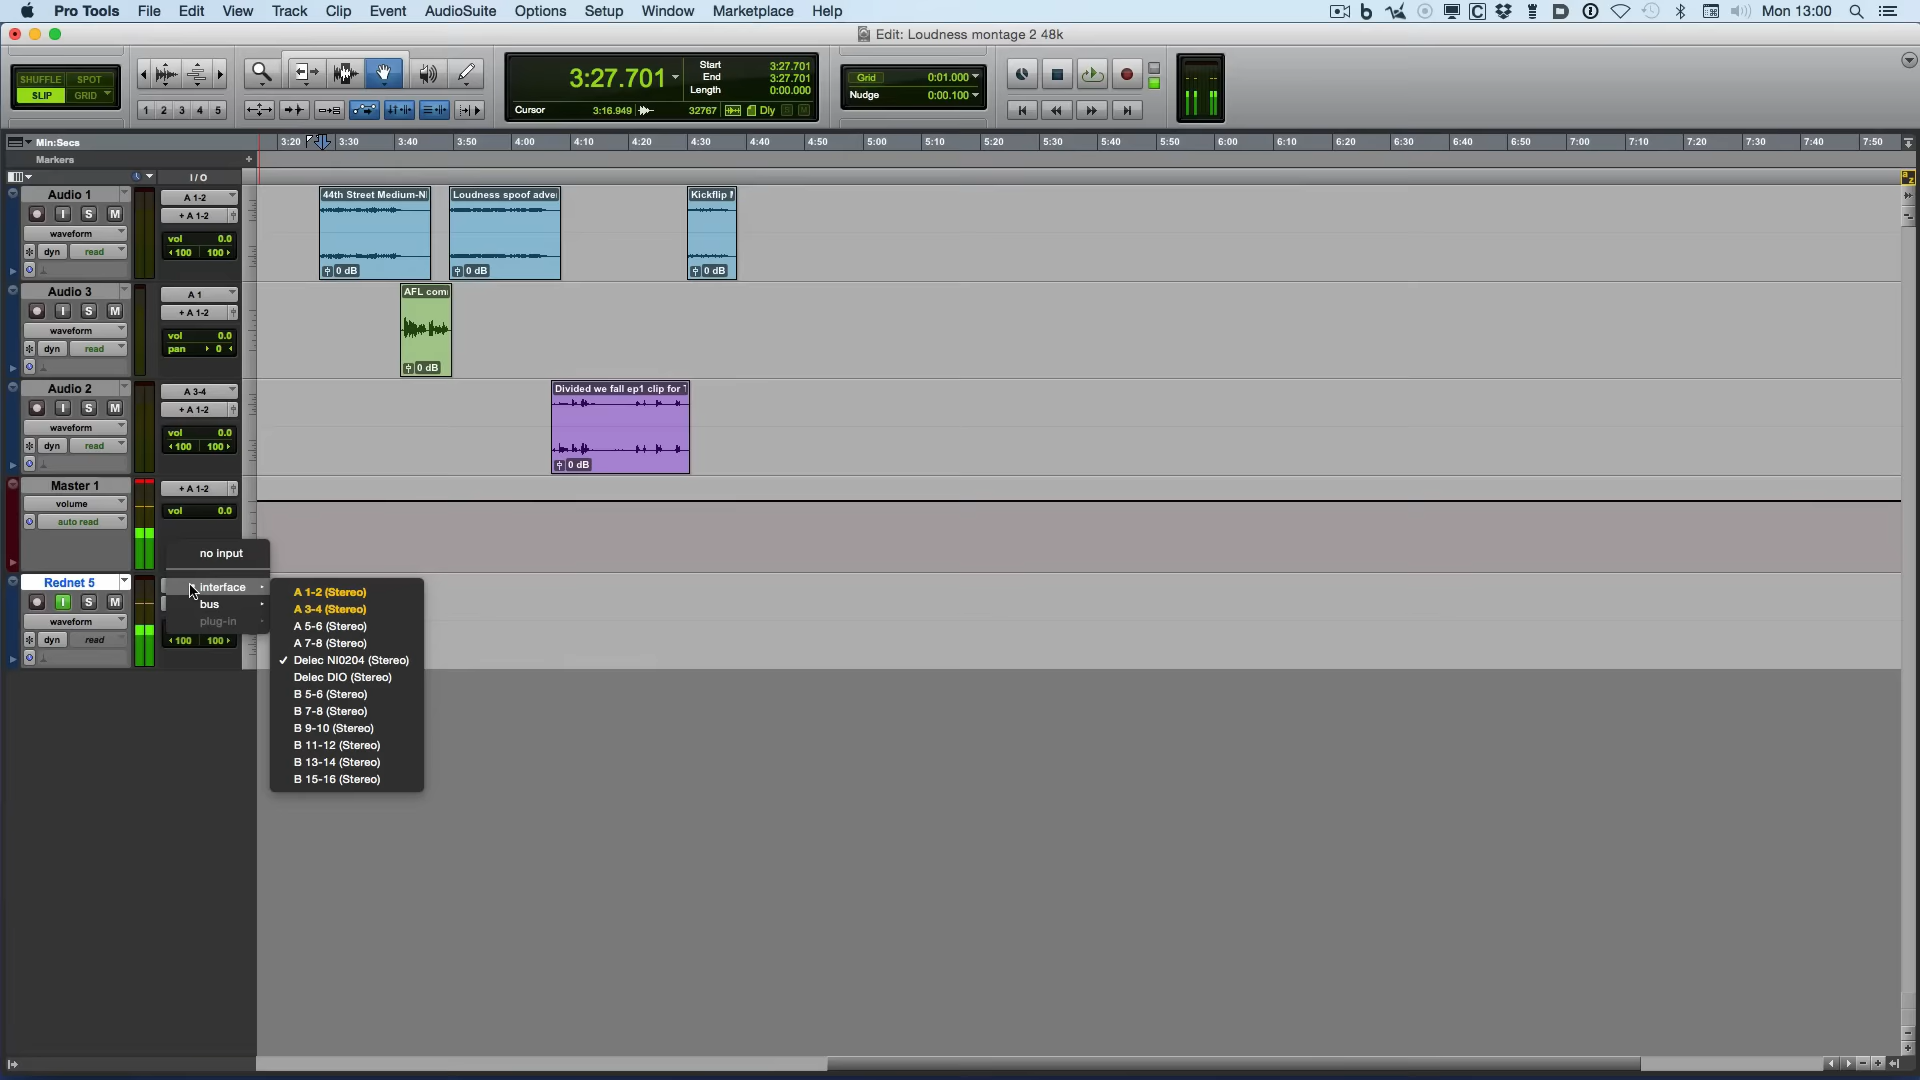 Pro Tools File Edit View Track Clip Event AudioSuite Options Setup Window Marketplace Help Mon 13:00
Edit: Loudness montage 2 48k
SHUFFLE SPOT
SLIP GRID
1 2 3 4 5
3:27.701
Start 3:27.701
End 3:27.701
Length 0:00.000
Cursor 3:16.949 32767 Dly
Grid 0:01.000
Nudge 0:00.100
Min:Secs 3:20 3:30 3:40 3:50 4:00 4:10 4:20 4:30 4:40 4:50 5:00 5:10 5:20 5:30 5:40 5:50 6:00 6:10 6:20 6:30 6:40 6:50 7:00 7:10 7:20 7:30 7:40 7:50
Markers
I/O
Audio 1
I S M
waveform
dyn read
A 1-2
+ A 1-2
vol 0.0
100 100
44th Street Medium-N
0 dB
Loudness spoof adve
0 dB
Kickflip
0 dB
Audio 3
I S M
waveform
dyn read
A 1
+ A 1-2
vol 0.0
pan 0
AFL com
0 dB
Audio 2
I S M
waveform
dyn read
A 3-4
+ A 1-2
vol 0.0
100 100
Divided we fall ep1 clip for
0 dB
Master 1
volume
auto read
+ A 1-2
vol 0.0
Rednet 5
I S M
waveform
dyn read
100 100
no input
interface
bus
plug-in
A 1-2 (Stereo)
A 3-4 (Stereo)
A 5-6 (Stereo)
A 7-8 (Stereo)
Delec NI0204 (Stereo)
Delec DIO (Stereo)
B 5-6 (Stereo)
B 7-8 (Stereo)
B 9-10 (Stereo)
B 11-12 (Stereo)
B 13-14 (Stereo)
B 15-16 (Stereo)